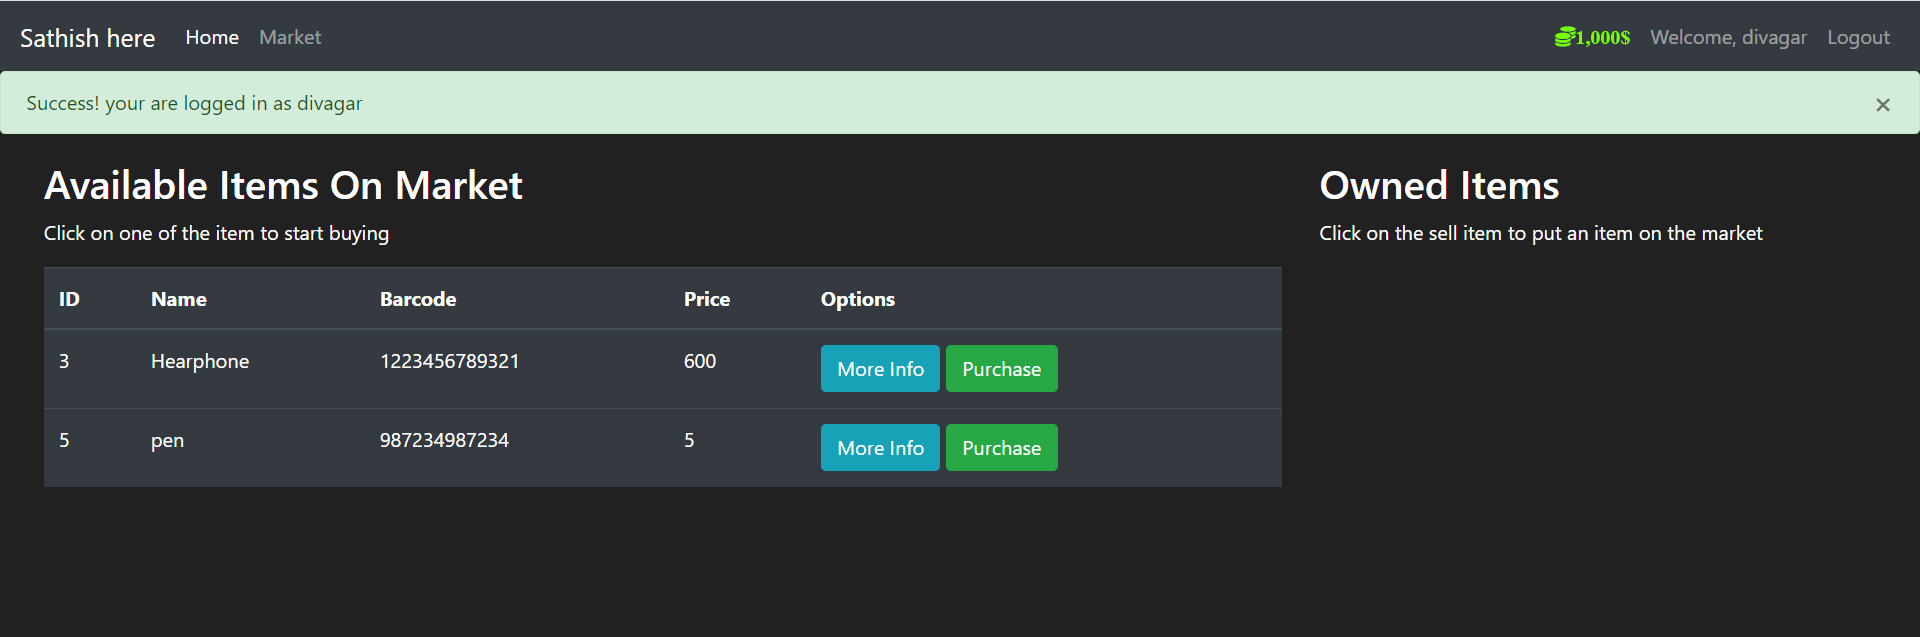 Sathish here Home Market 1,000$ Welcome, divagar Logout
Success! your are logged in as divagar ×
Available Items On Market
Click on one of the item to start buying
ID Name Barcode Price Options
3 Hearphone 1223456789321 600 More Info Purchase
5 pen 987234987234 5 More Info Purchase
Owned Items
Click on the sell item to put an item on the market